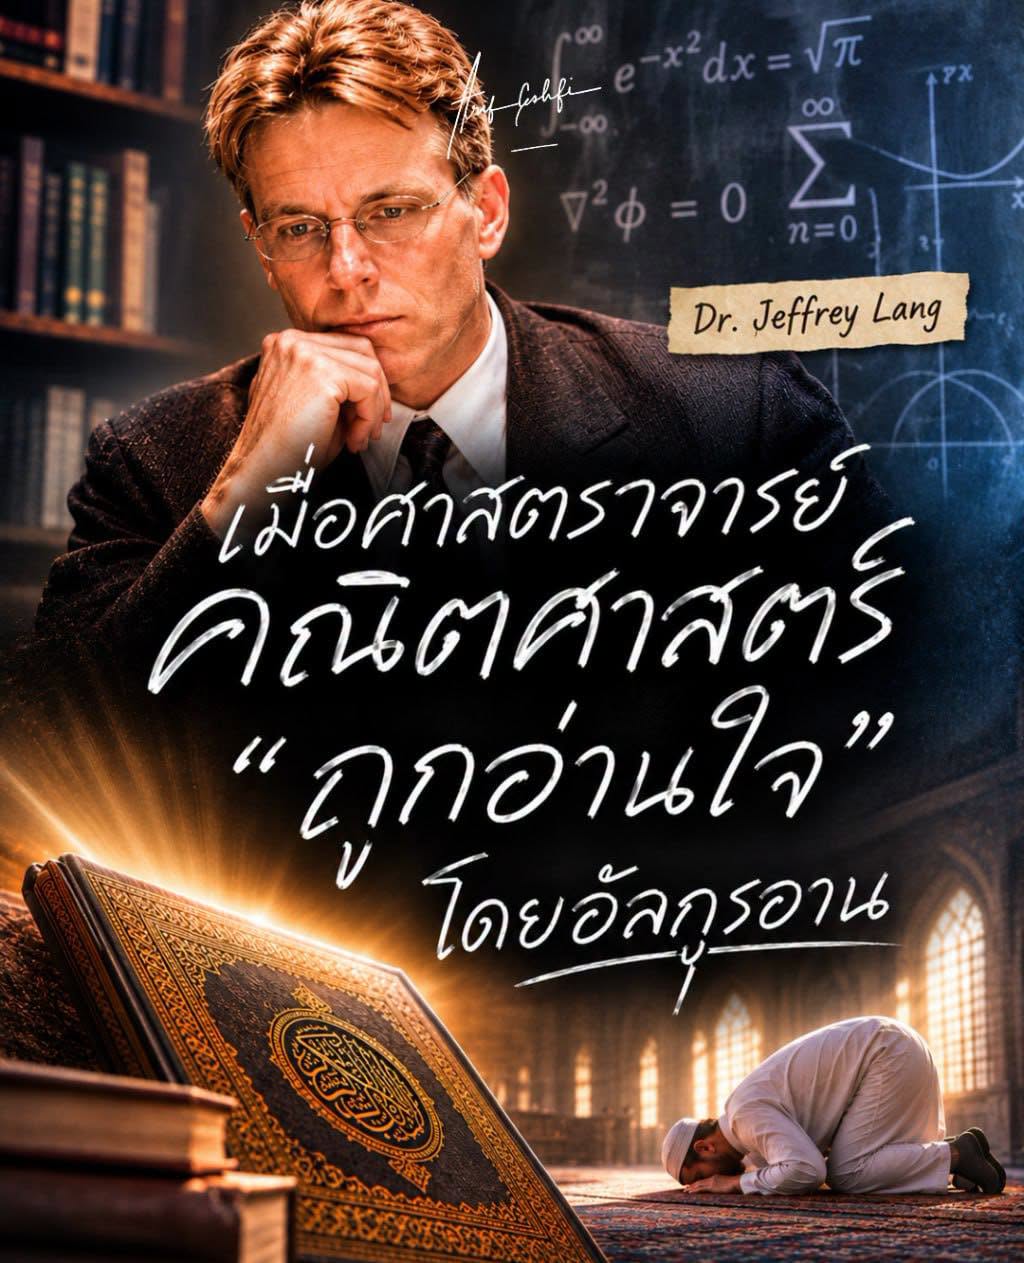 ∫_{-∞}^{∞} e^{-x²} dx = √π
∇²φ = 0
∞
Σ
n=0
Dr. Jeffrey Lang
เมื่อศาสตราจารย์
คณิตศาสตร์
“ถูกอ่านใจ”
โดยอัลกุรอาน